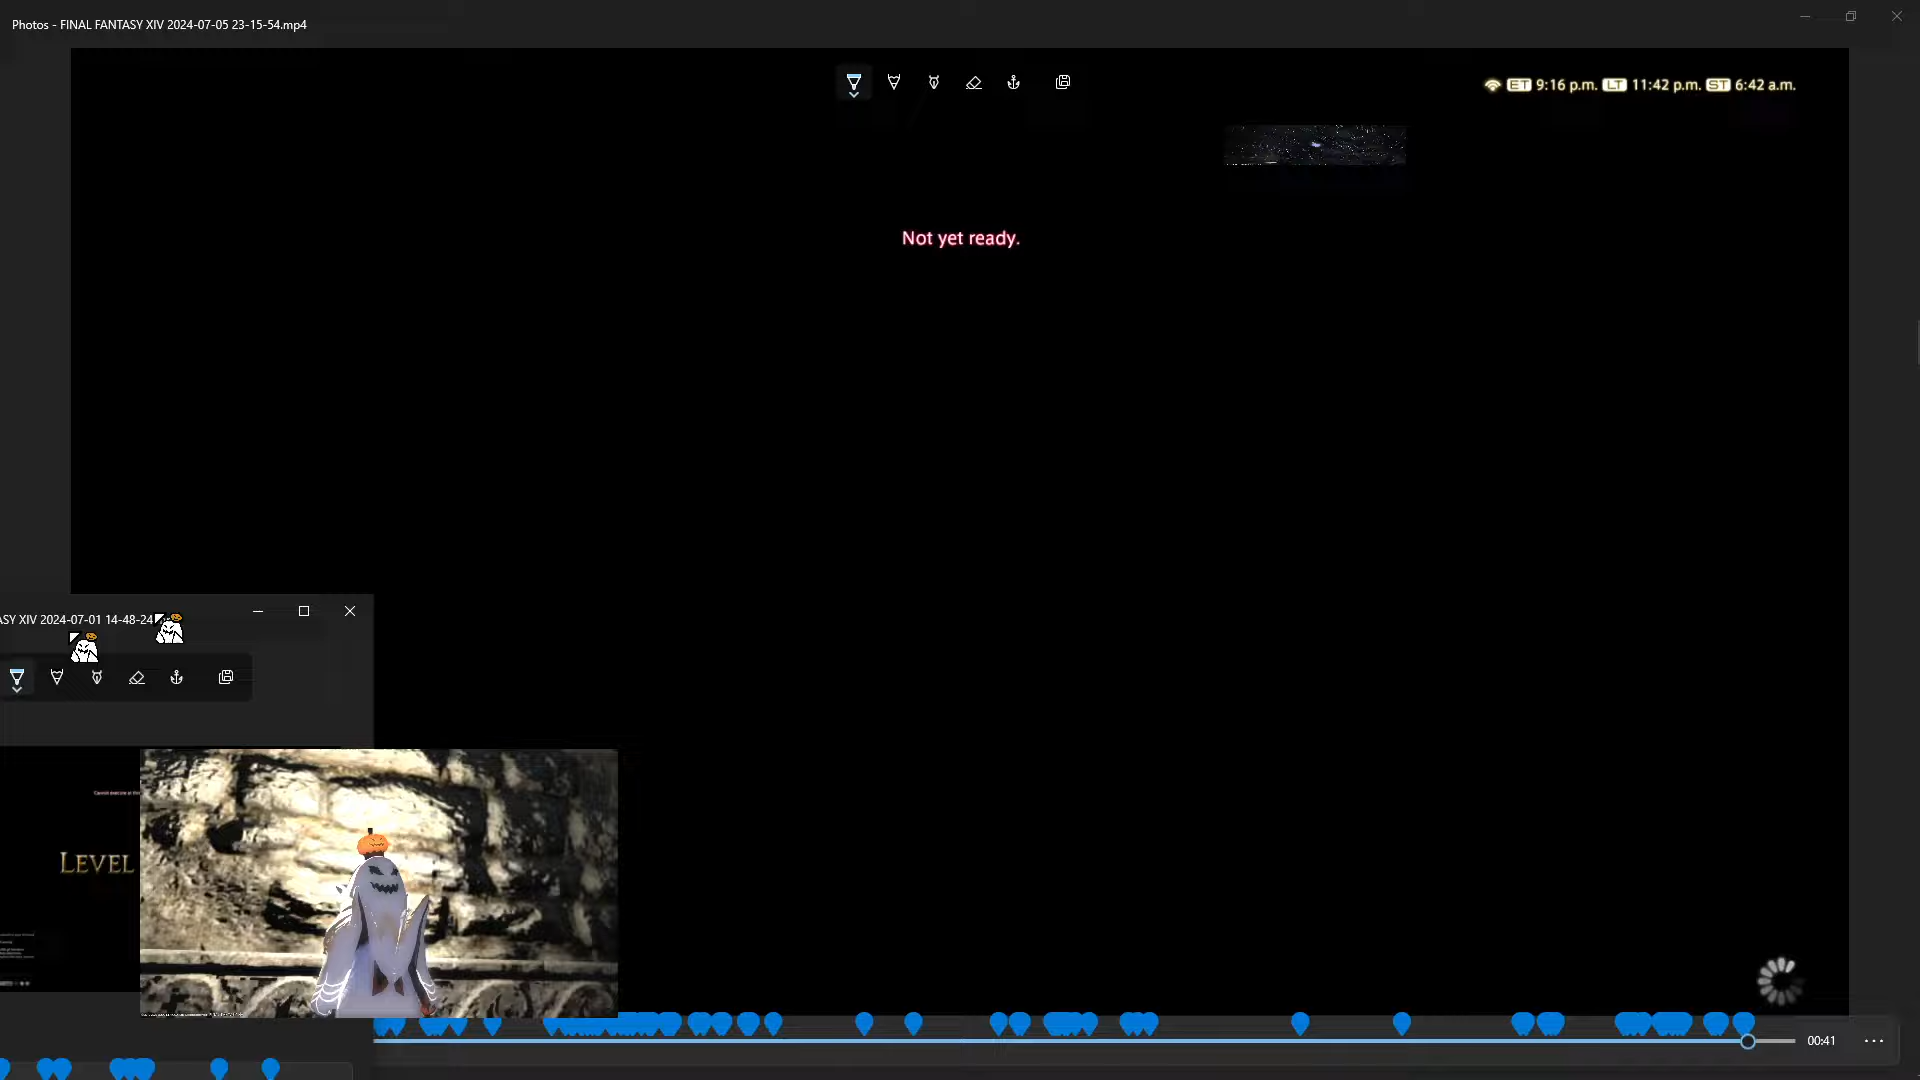 Photos - FINAL FANTASY XIV 2024-07-05 23-15-54.mp4
ET 9:16 p.m. LT 11:42 p.m. ST 6:42 a.m.
Not yet ready.
ASY XIV 2024-07-01 14-48-24
LEVEL
00:41